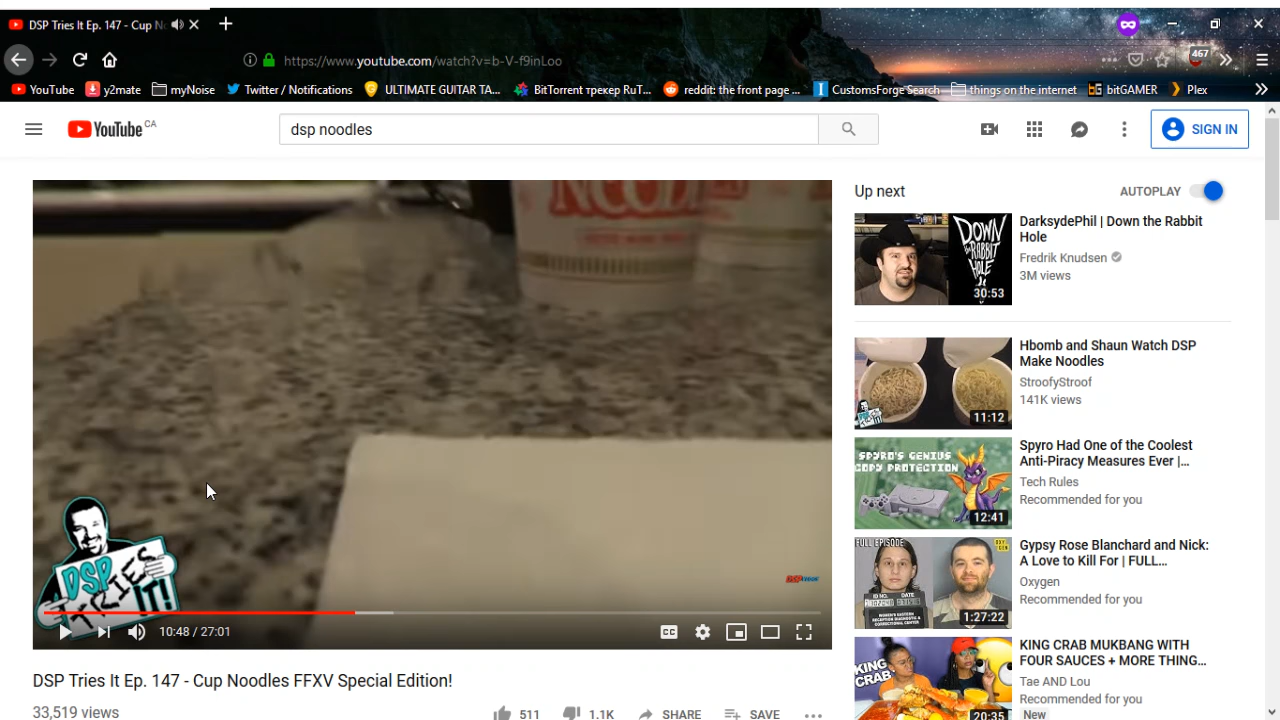 DSP Tries It Ep. 147 - Cup N
https://www.youtube.com/watch?v=b-V-f9inLoo
467
YouTube
y2mate
myNoise
Twitter / Notifications
ULTIMATE GUITAR TA...
BitTorrent трекер RuT...
reddit: the front page ...
CustomsForge Search
things on the internet
bitGAMER
Plex
YouTube CA
dsp noodles
SIGN IN
NOOD
DSP
TRIES
IT!
10:48 / 27:01
CC
DSP Tries It Ep. 147 - Cup Noodles FFXV Special Edition!
33,519 views
511
1.1K
SHARE
SAVE
Up next
AUTOPLAY
DOWN
THE
RABBIT
HOLE
30:53
DarksydePhil | Down the Rabbit
Hole
Fredrik Knudsen
3M views
11:12
Hbomb and Shaun Watch DSP
Make Noodles
StroofyStroof
141K views
SPYRO'S GENIUS
COPY PROTECTION
12:41
Spyro Had One of the Coolest
Anti-Piracy Measures Ever |...
Tech Rules
Recommended for you
FULL EPISODE
1:27:22
Gypsy Rose Blanchard and Nick:
A Love to Kill For | FULL...
Oxygen
Recommended for you
KING
CRAB
20:35
KING CRAB MUKBANG WITH
FOUR SAUCES + MORE THING...
Tae AND Lou
Recommended for you
New